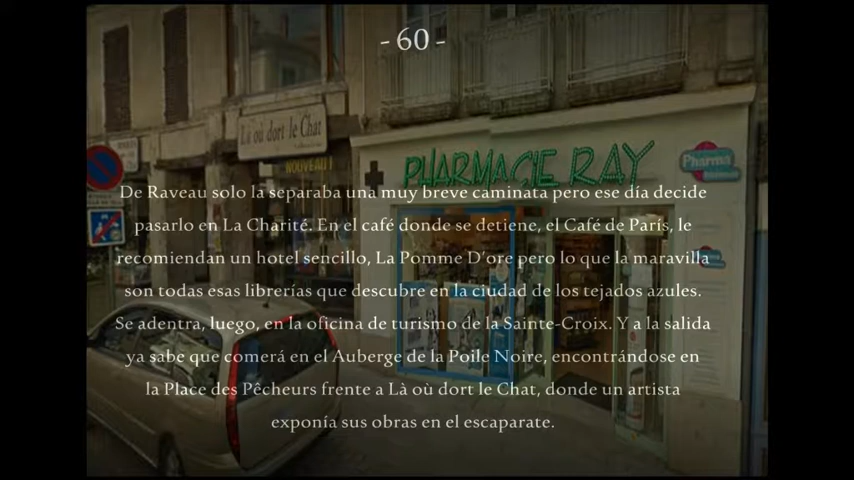 - 60 -
Là où dort le Chat
NOUVEAU !
PHARMACIE RAY
Pharma
De Raveau solo la separaba una muy breve caminata pero ese día decide
pasarlo en La Charité. En el café donde se detiene, el Café de París, le
recomiendan un hotel sencillo, La Pomme D'ore pero lo que la maravilla
son todas esas librerías que descubre en la ciudad de los tejados azules.
Se adentra, luego, en la oficina de turismo de la Sainte-Croix. Y a la salida
ya sabe que comerá en el Auberge de la Poile Noire, encontrándose en
la Place des Pêcheurs frente a Là où dort le Chat, donde un artista
exponía sus obras en el escaparate.